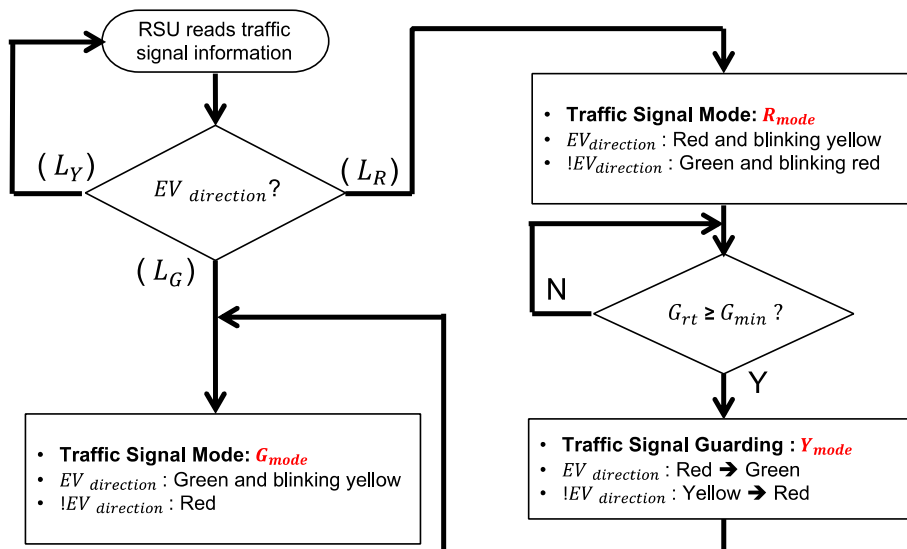 RSU reads traffic
signal information
( L_Y )
EV direction?
( L_R )
( L_G )
• Traffic Signal Mode: G_mode
• EV direction : Green and blinking yellow
• !EV direction : Red
• Traffic Signal Mode: R_mode
• EV_direction : Red and blinking yellow
• !EV_direction : Green and blinking red
N
G_rt ≥ G_min ?
Y
• Traffic Signal Guarding : Y_mode
• EV direction : Red ➔ Green
• !EV direction : Yellow ➔ Red